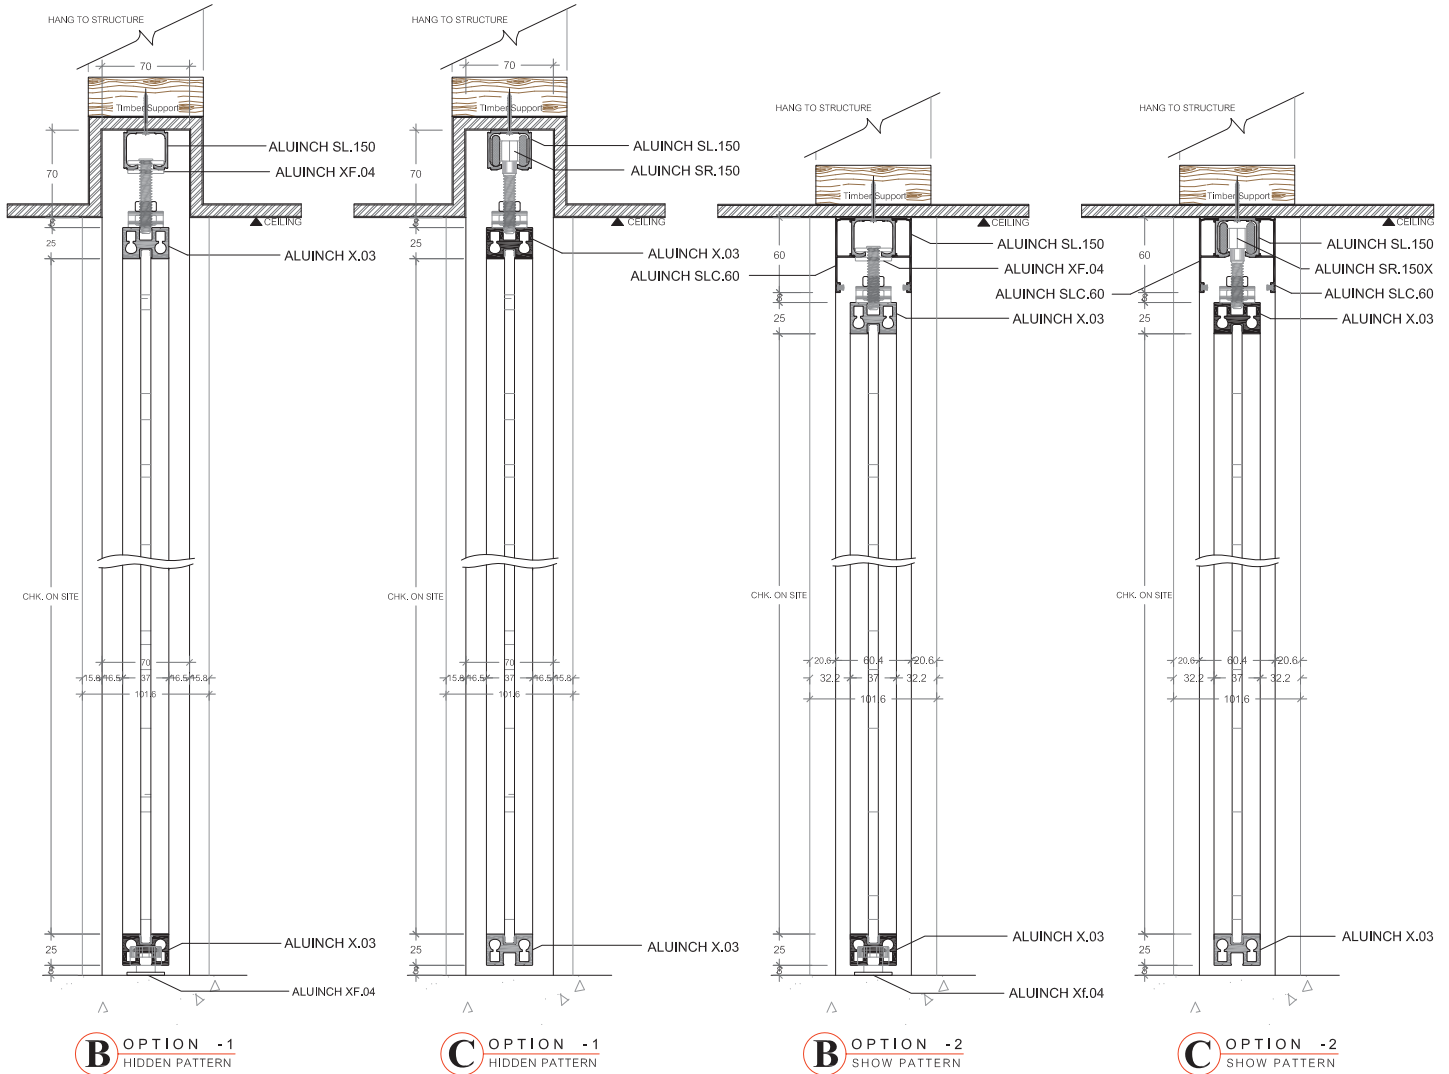 HANG TO STRUCTURE
70
Timber Support
ALUINCH SL.150
ALUINCH XF.04
70
CEILING
8
25
ALUINCH X.03
CHK. ON SITE
70
15.8
16.5
37
16.5
15.8
101.6
25
ALUINCH X.03
8
ALUINCH XF.04
B
OPTION -1
HIDDEN PATTERN
HANG TO STRUCTURE
70
Timber Support
ALUINCH SL.150
ALUINCH SR.150
70
CEILING
8
25
ALUINCH X.03
CHK. ON SITE
70
15.8
16.5
37
16.5
15.8
101.6
25
ALUINCH X.03
8
C
OPTION -1
HIDDEN PATTERN
HANG TO STRUCTURE
Timber Support
CEILING
ALUINCH SL.150
60
ALUINCH XF.04
ALUINCH SLC.60
8
25
ALUINCH X.03
CHK. ON SITE
20.6
60.4
20.6
32.2
37
32.2
101.6
25
ALUINCH X.03
8
ALUINCH Xf.04
B
OPTION -2
SHOW PATTERN
HANG TO STRUCTURE
Timber Support
CEILING
ALUINCH SL.150
60
ALUINCH SR.150X
ALUINCH SLC.60
ALUINCH SLC.60
8
25
ALUINCH X.03
CHK. ON SITE
20.6
60.4
20.6
32.2
37
32.2
101.6
25
ALUINCH X.03
8
C
OPTION -2
SHOW PATTERN